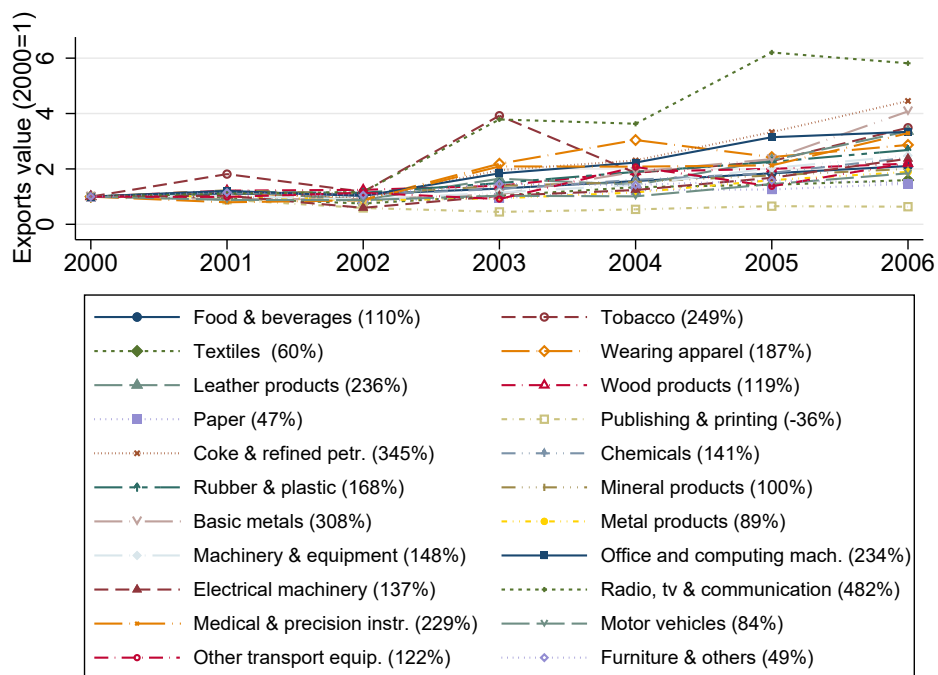 Exports value (2000=1)
6
4
2
0
2000 2001 2002 2003 2004 2005 2006
Food & beverages (110%) Tobacco (249%)
Textiles (60%) Wearing apparel (187%)
Leather products (236%) Wood products (119%)
Paper (47%) Publishing & printing (-36%)
Coke & refined petr. (345%) Chemicals (141%)
Rubber & plastic (168%) Mineral products (100%)
Basic metals (308%) Metal products (89%)
Machinery & equipment (148%) Office and computing mach. (234%)
Electrical machinery (137%) Radio, tv & communication (482%)
Medical & precision instr. (229%) Motor vehicles (84%)
Other transport equip. (122%) Furniture & others (49%)